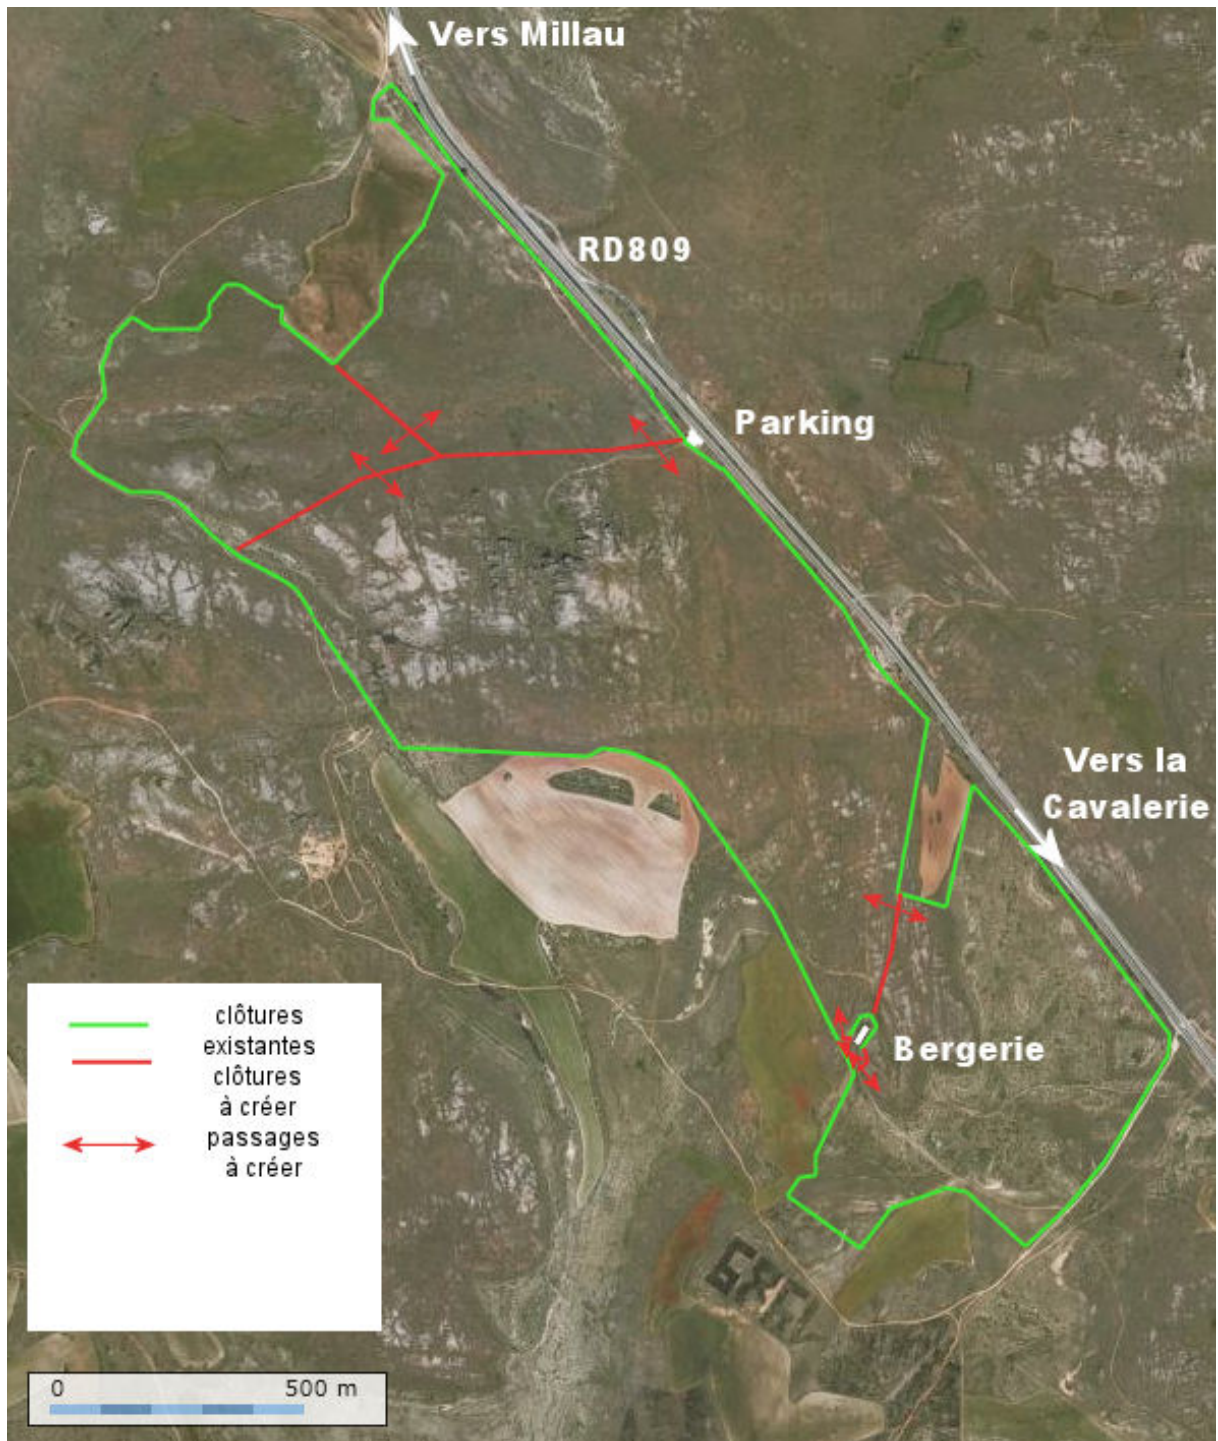 Vers Millau
RD809
Parking
Vers la
Cavalerie
Bergerie
clôtures
existantes
clôtures
à créer
passages
à créer
0 500 m